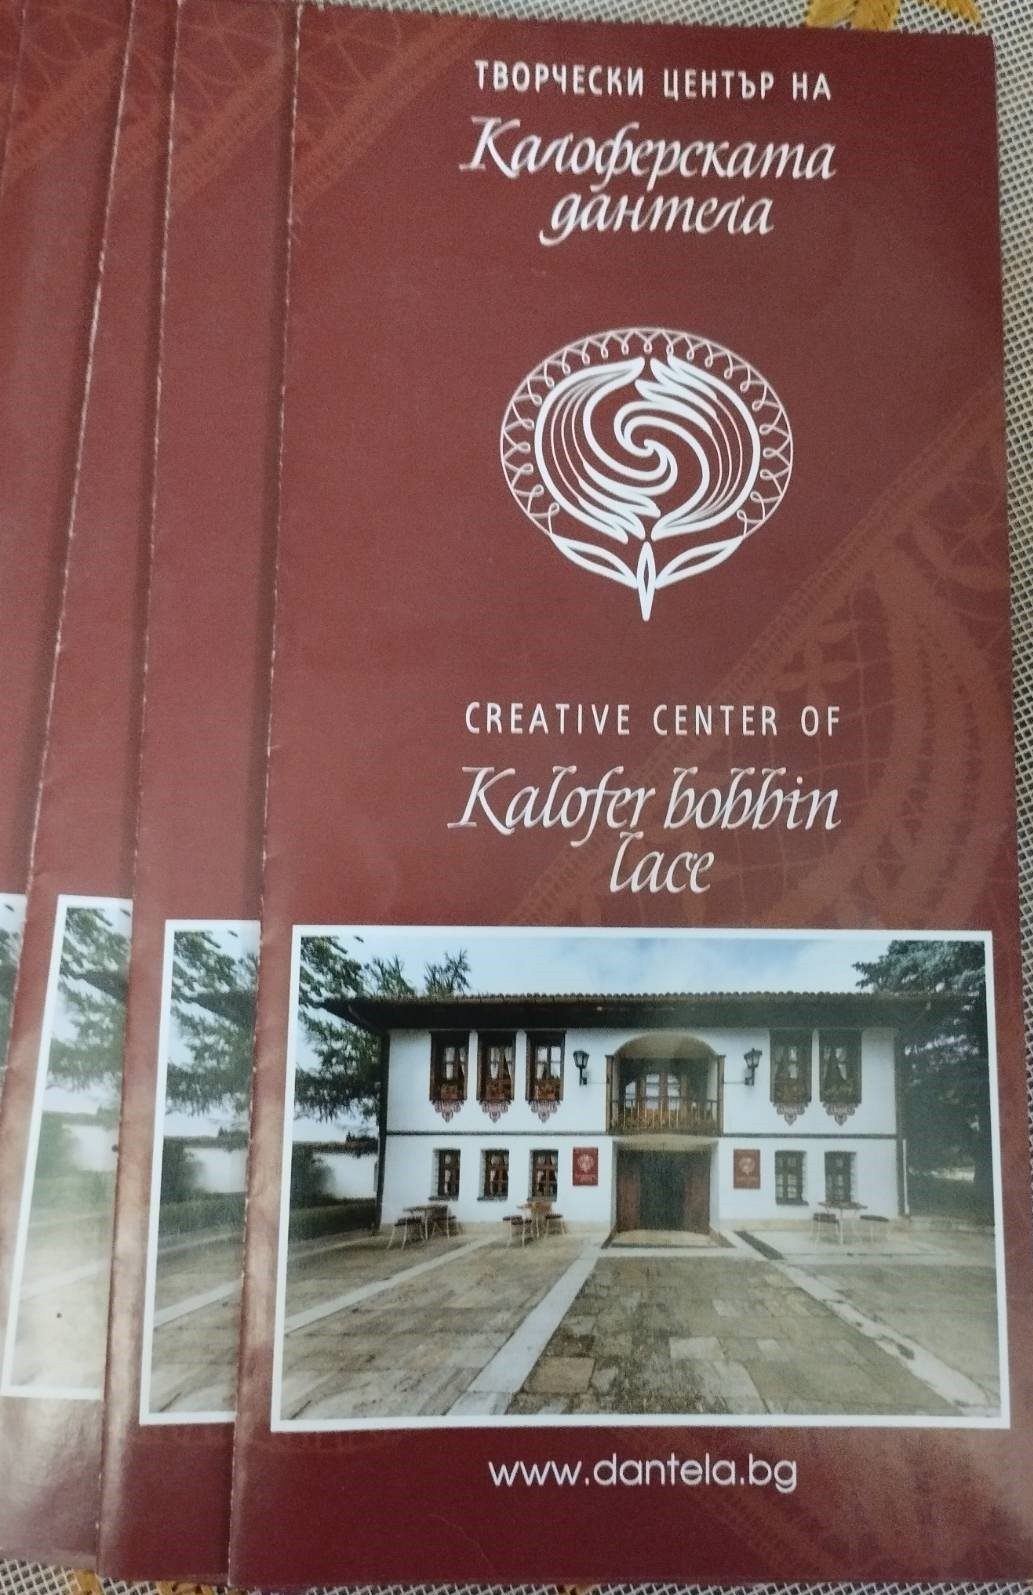 ТВОРЧЕСКИ ЦЕНТЪР НА
Калоферската
дантела
CREATIVE CENTER OF
Kalofer bobbin
lace
www.dantela.bg